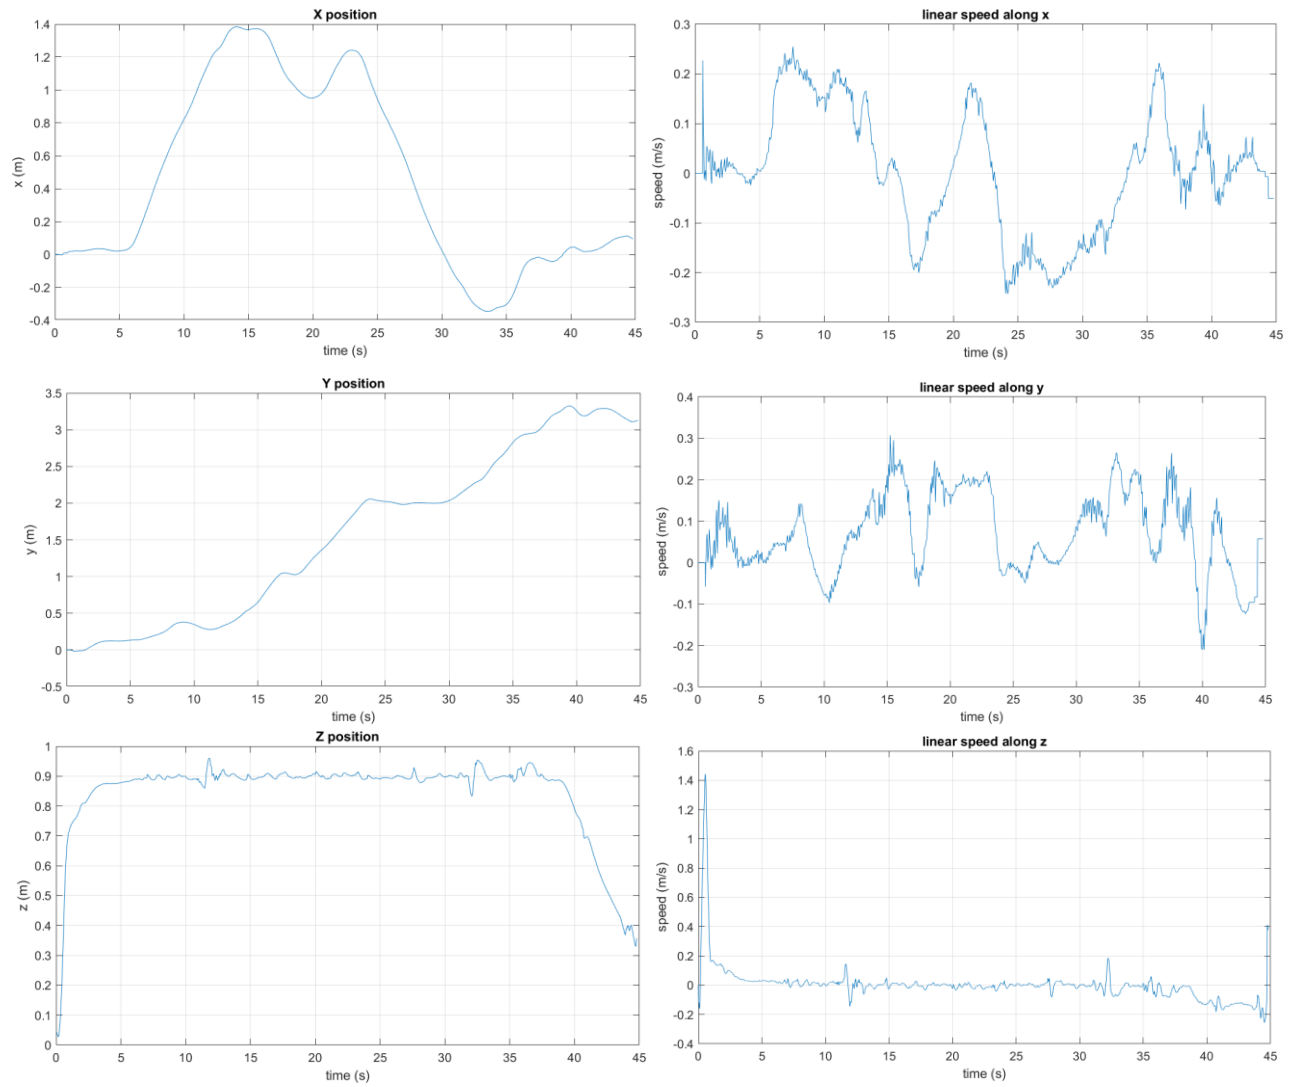 X position
1.4
1.2
1
0.8
0.6
0.4
0.2
0
-0.2
-0.4
x (m)
0 5 10 15 20 25 30 35 40 45
time (s)
linear speed along x
0.3
0.2
0.1
0
-0.1
-0.2
-0.3
speed (m/s)
0 5 10 15 20 25 30 35 40 45
time (s)
Y position
3.5
3
2.5
2
1.5
1
0.5
0
-0.5
y (m)
0 5 10 15 20 25 30 35 40 45
time (s)
linear speed along y
0.4
0.3
0.2
0.1
0
-0.1
-0.2
-0.3
speed (m/s)
0 5 10 15 20 25 30 35 40 45
time (s)
Z position
1
0.9
0.8
0.7
0.6
0.5
0.4
0.3
0.2
0.1
0
z (m)
0 5 10 15 20 25 30 35 40 45
time (s)
linear speed along z
1.6
1.4
1.2
1
0.8
0.6
0.4
0.2
0
-0.2
-0.4
speed (m/s)
0 5 10 15 20 25 30 35 40 45
time (s)